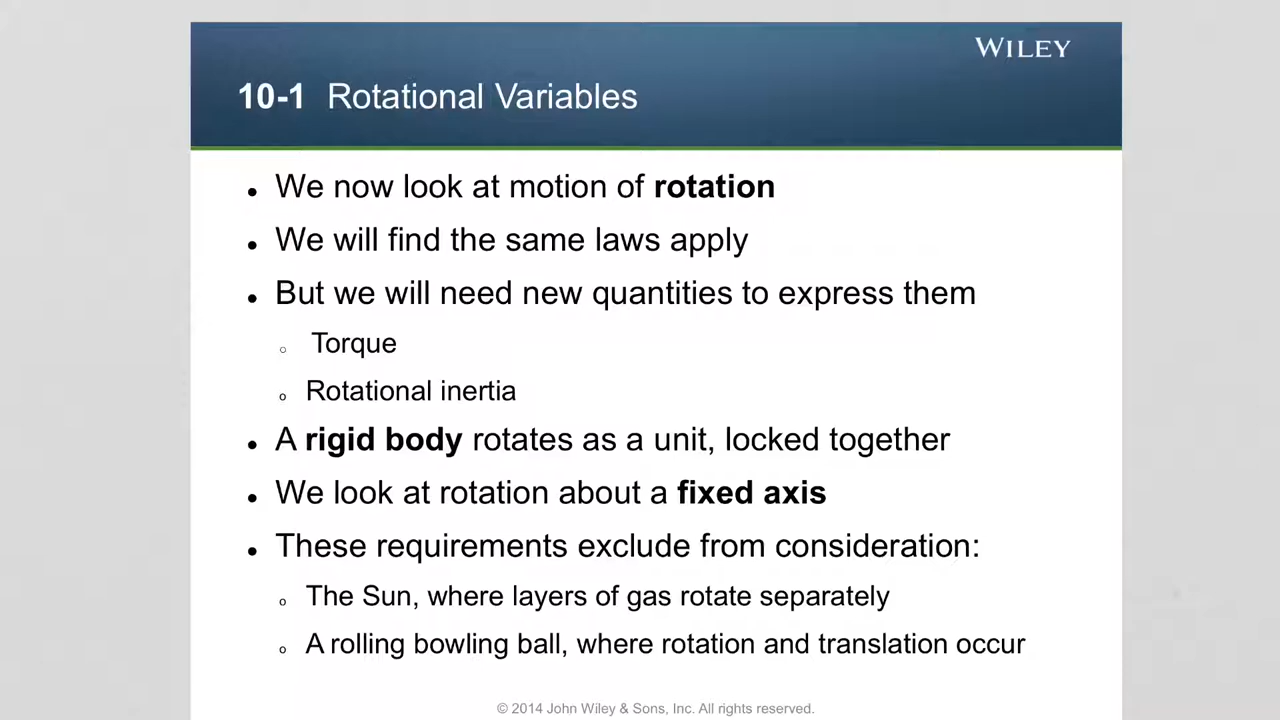 WILEY
10-1 Rotational Variables
• We now look at motion of rotation
• We will find the same laws apply
• But we will need new quantities to express them
o Torque
o Rotational inertia
• A rigid body rotates as a unit, locked together
• We look at rotation about a fixed axis
• These requirements exclude from consideration:
o The Sun, where layers of gas rotate separately
o A rolling bowling ball, where rotation and translation occur
© 2014 John Wiley & Sons, Inc. All rights reserved.